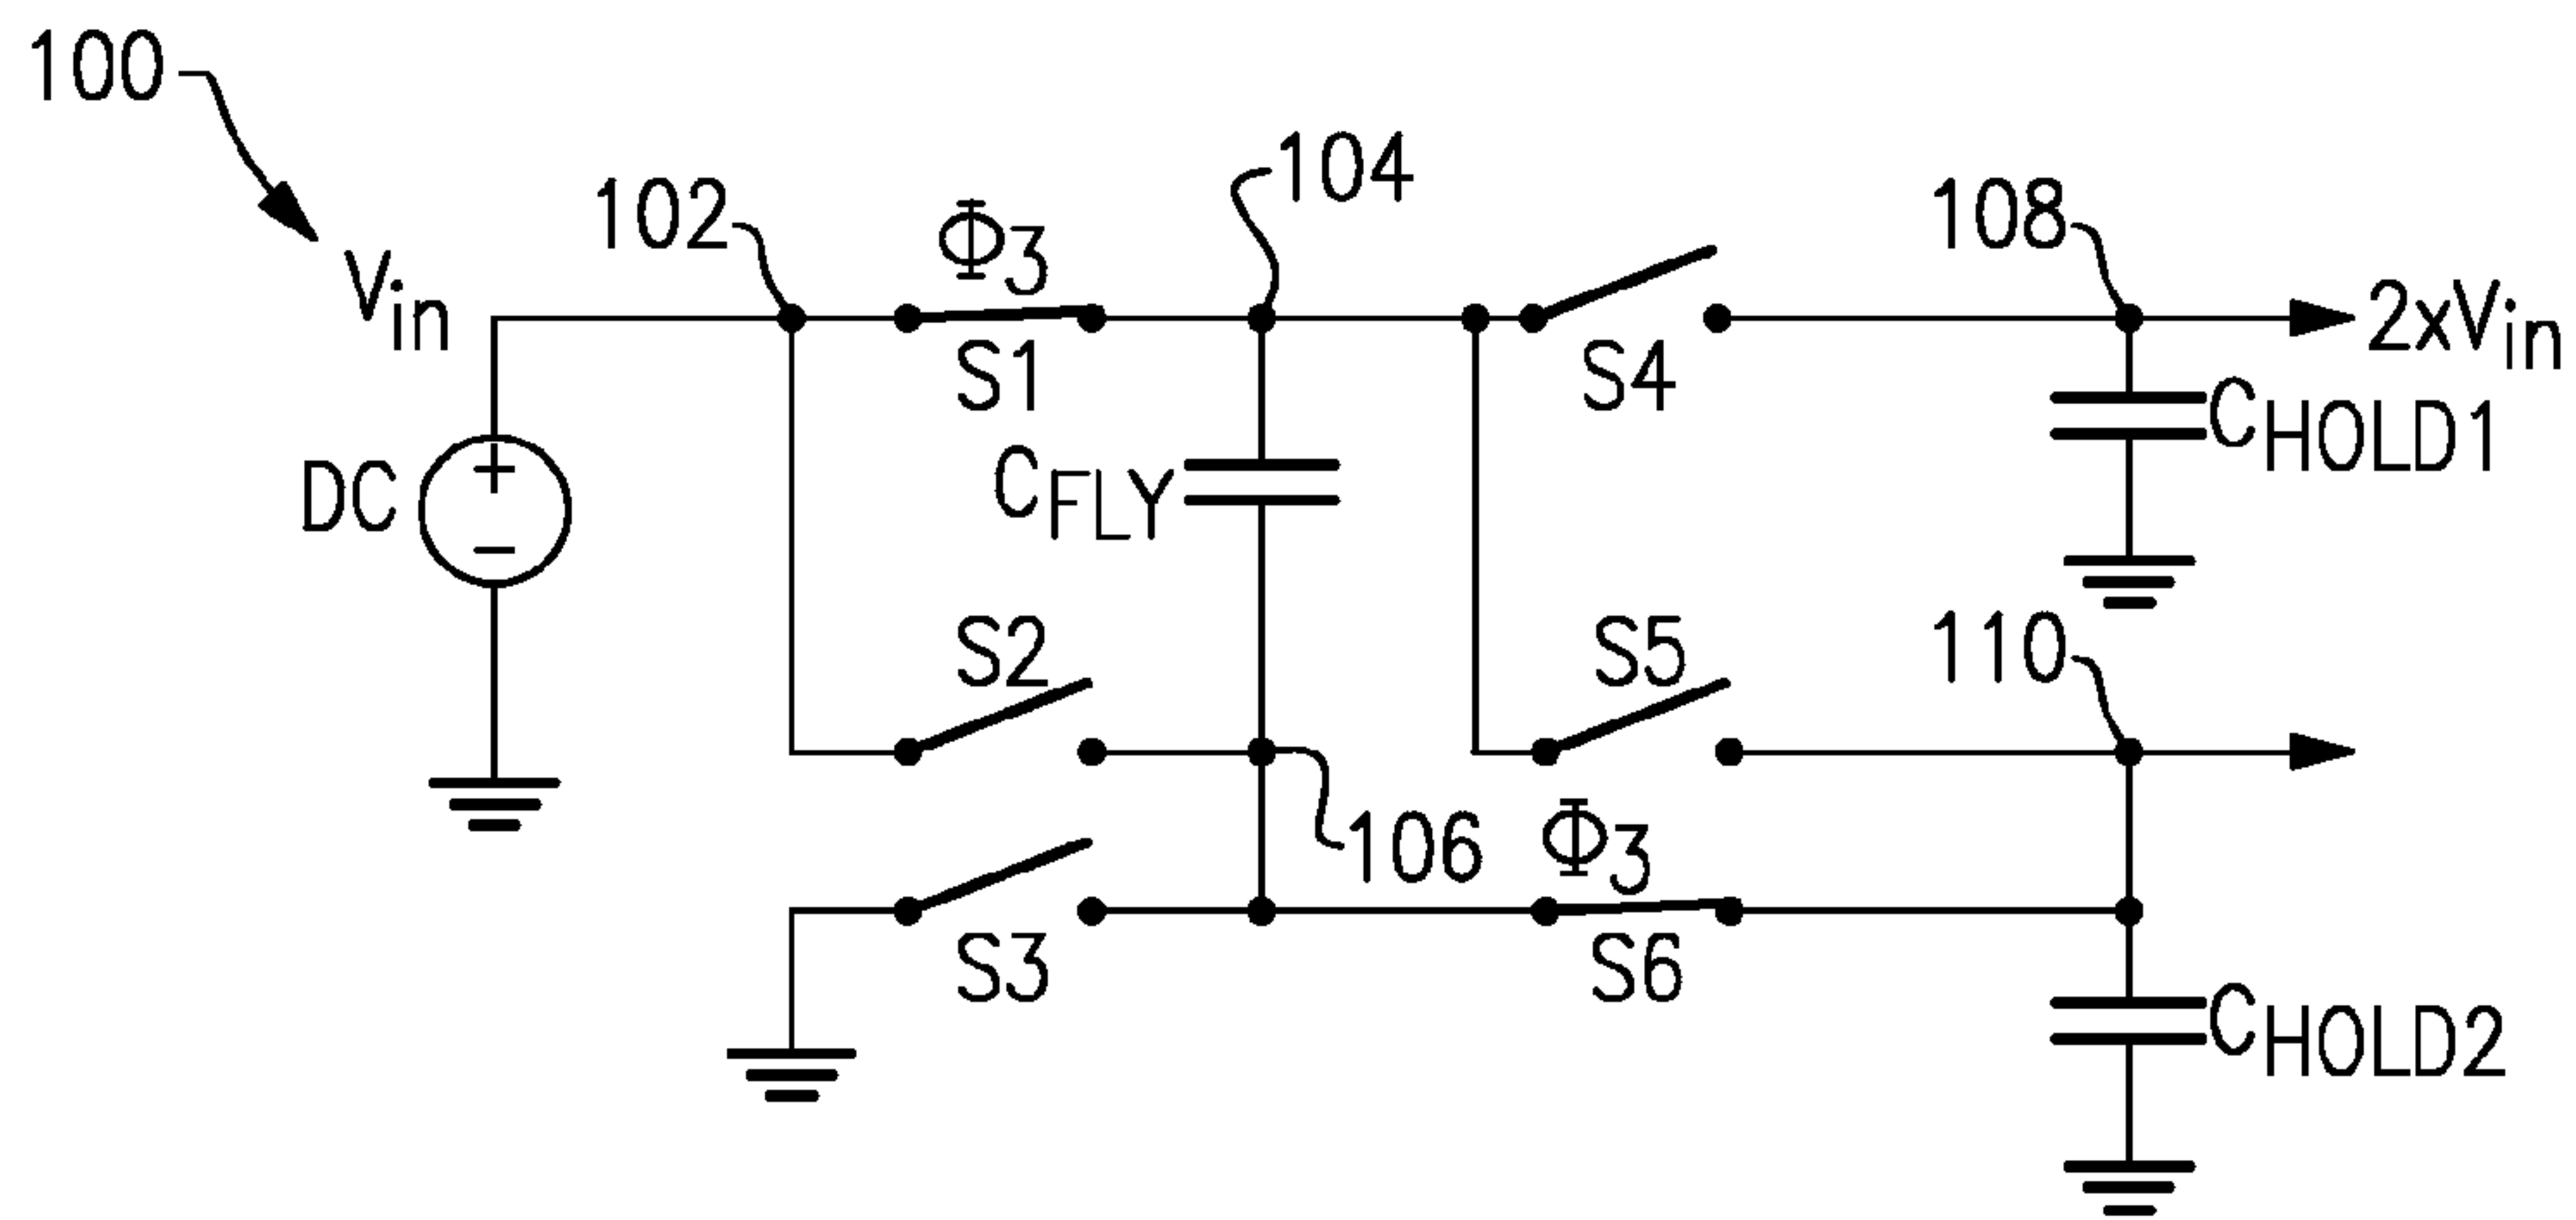 100
102
104
108
Φ3
Vin
2xVin
S1
S4
CHOLD1
DC
+
−
CFLY
S2
S5
110
106
Φ3
S3
S6
CHOLD2